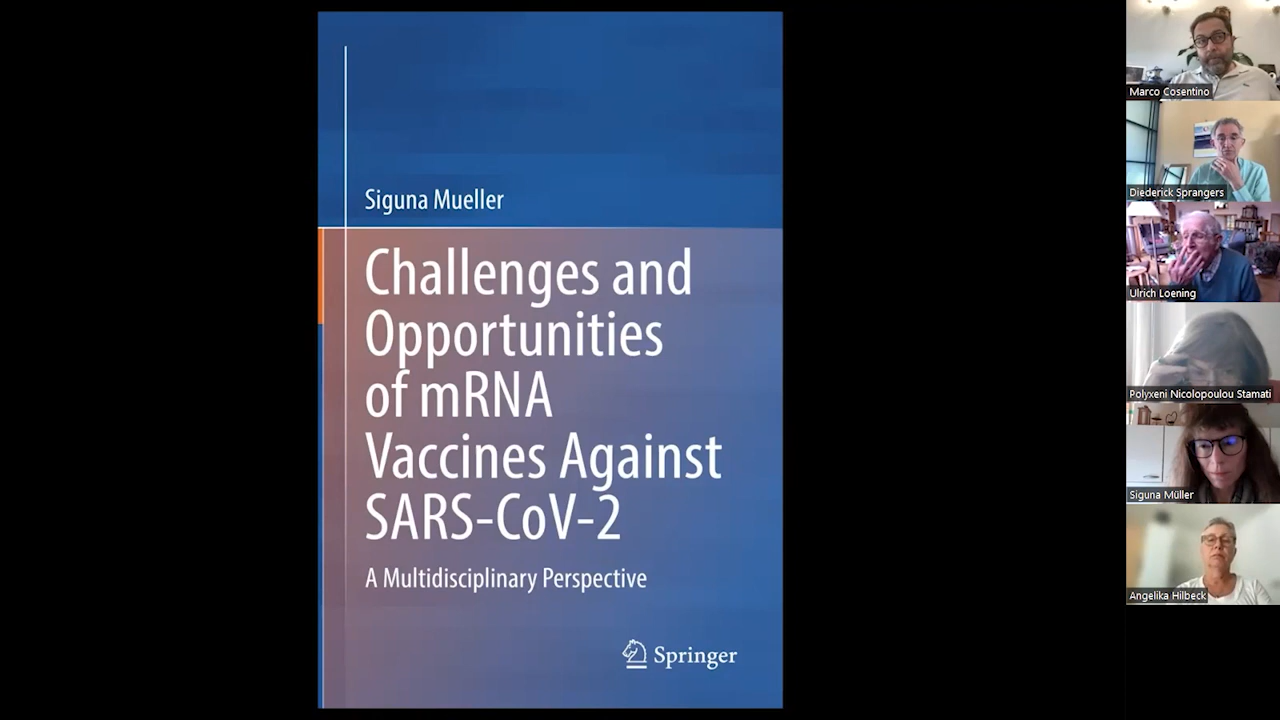 Siguna Mueller
Challenges and
Opportunities
of mRNA
Vaccines Against
SARS-CoV-2
A Multidisciplinary Perspective
Springer
Marco Cosentino
Diederick Sprangers
Ulrich Loening
Polyxeni Nicolopoulou Stamati
Siguna Müller
Angelika Hilbeck